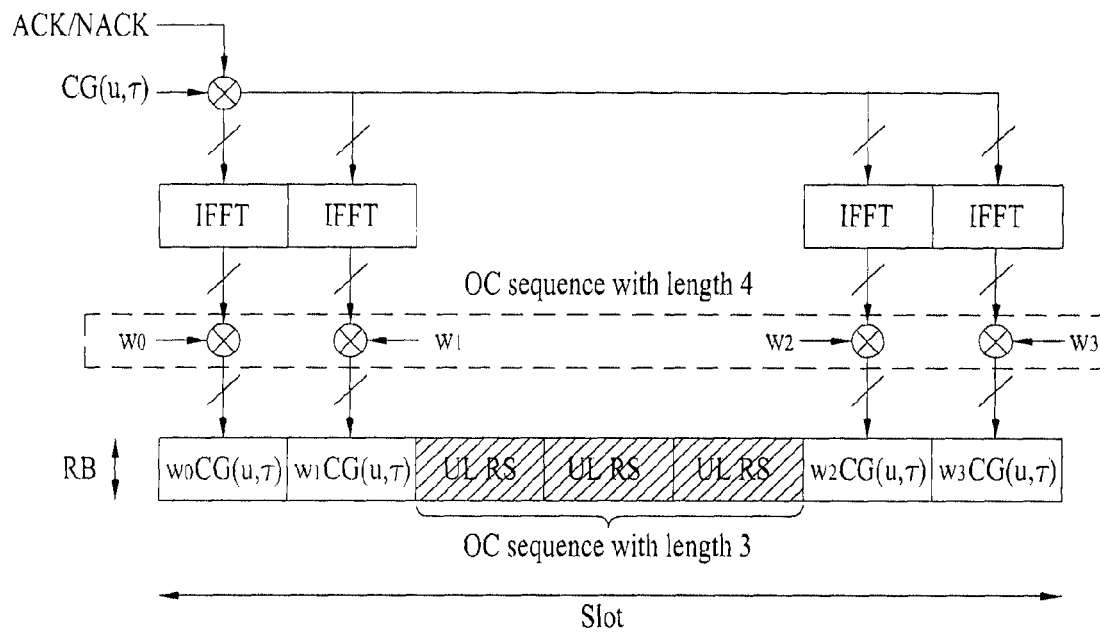 ACK/NACK
CG(u,τ)
IFFT IFFT IFFT IFFT
OC sequence with length 4
w0 w1 w2 w3
RB w0CG(u,τ) w1CG(u,τ) UL RS UL RS UL RS w2CG(u,τ) w3CG(u,τ)
OC sequence with length 3
Slot